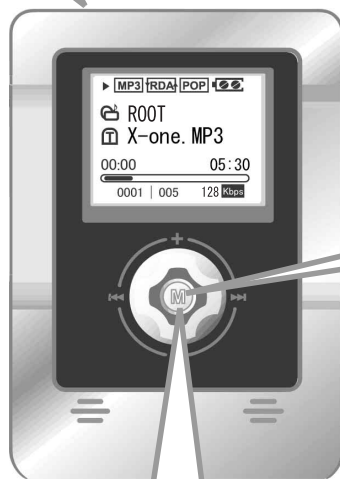 MP3 RDA POP
ROOT
T X-one.MP3
00:00 05:30
0001 | 005 128 Kbps
+
M
−